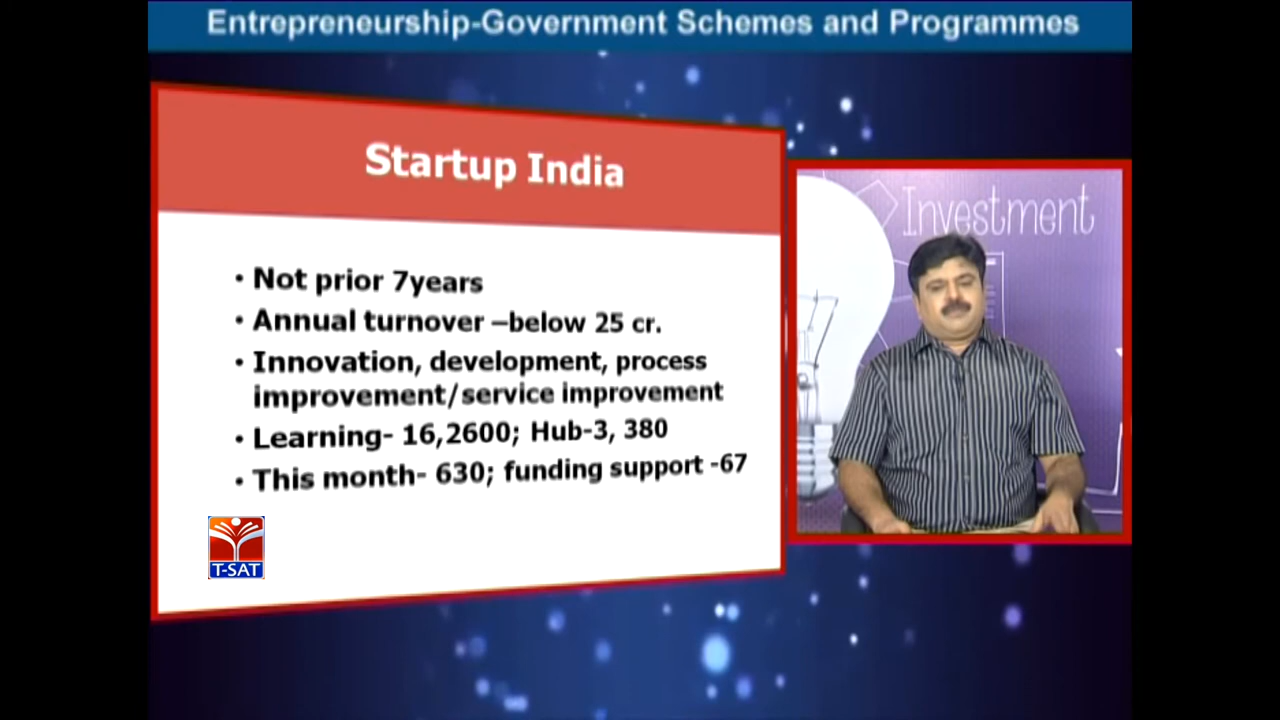 Entrepreneurship-Government Schemes and Programmes
Startup India
• Not prior 7years
• Annual turnover –below 25 cr.
• Innovation, development, process
improvement/service improvement
• Learning- 16,2600; Hub-3, 380
• This month- 630; funding support -67
T-SAT
Investment